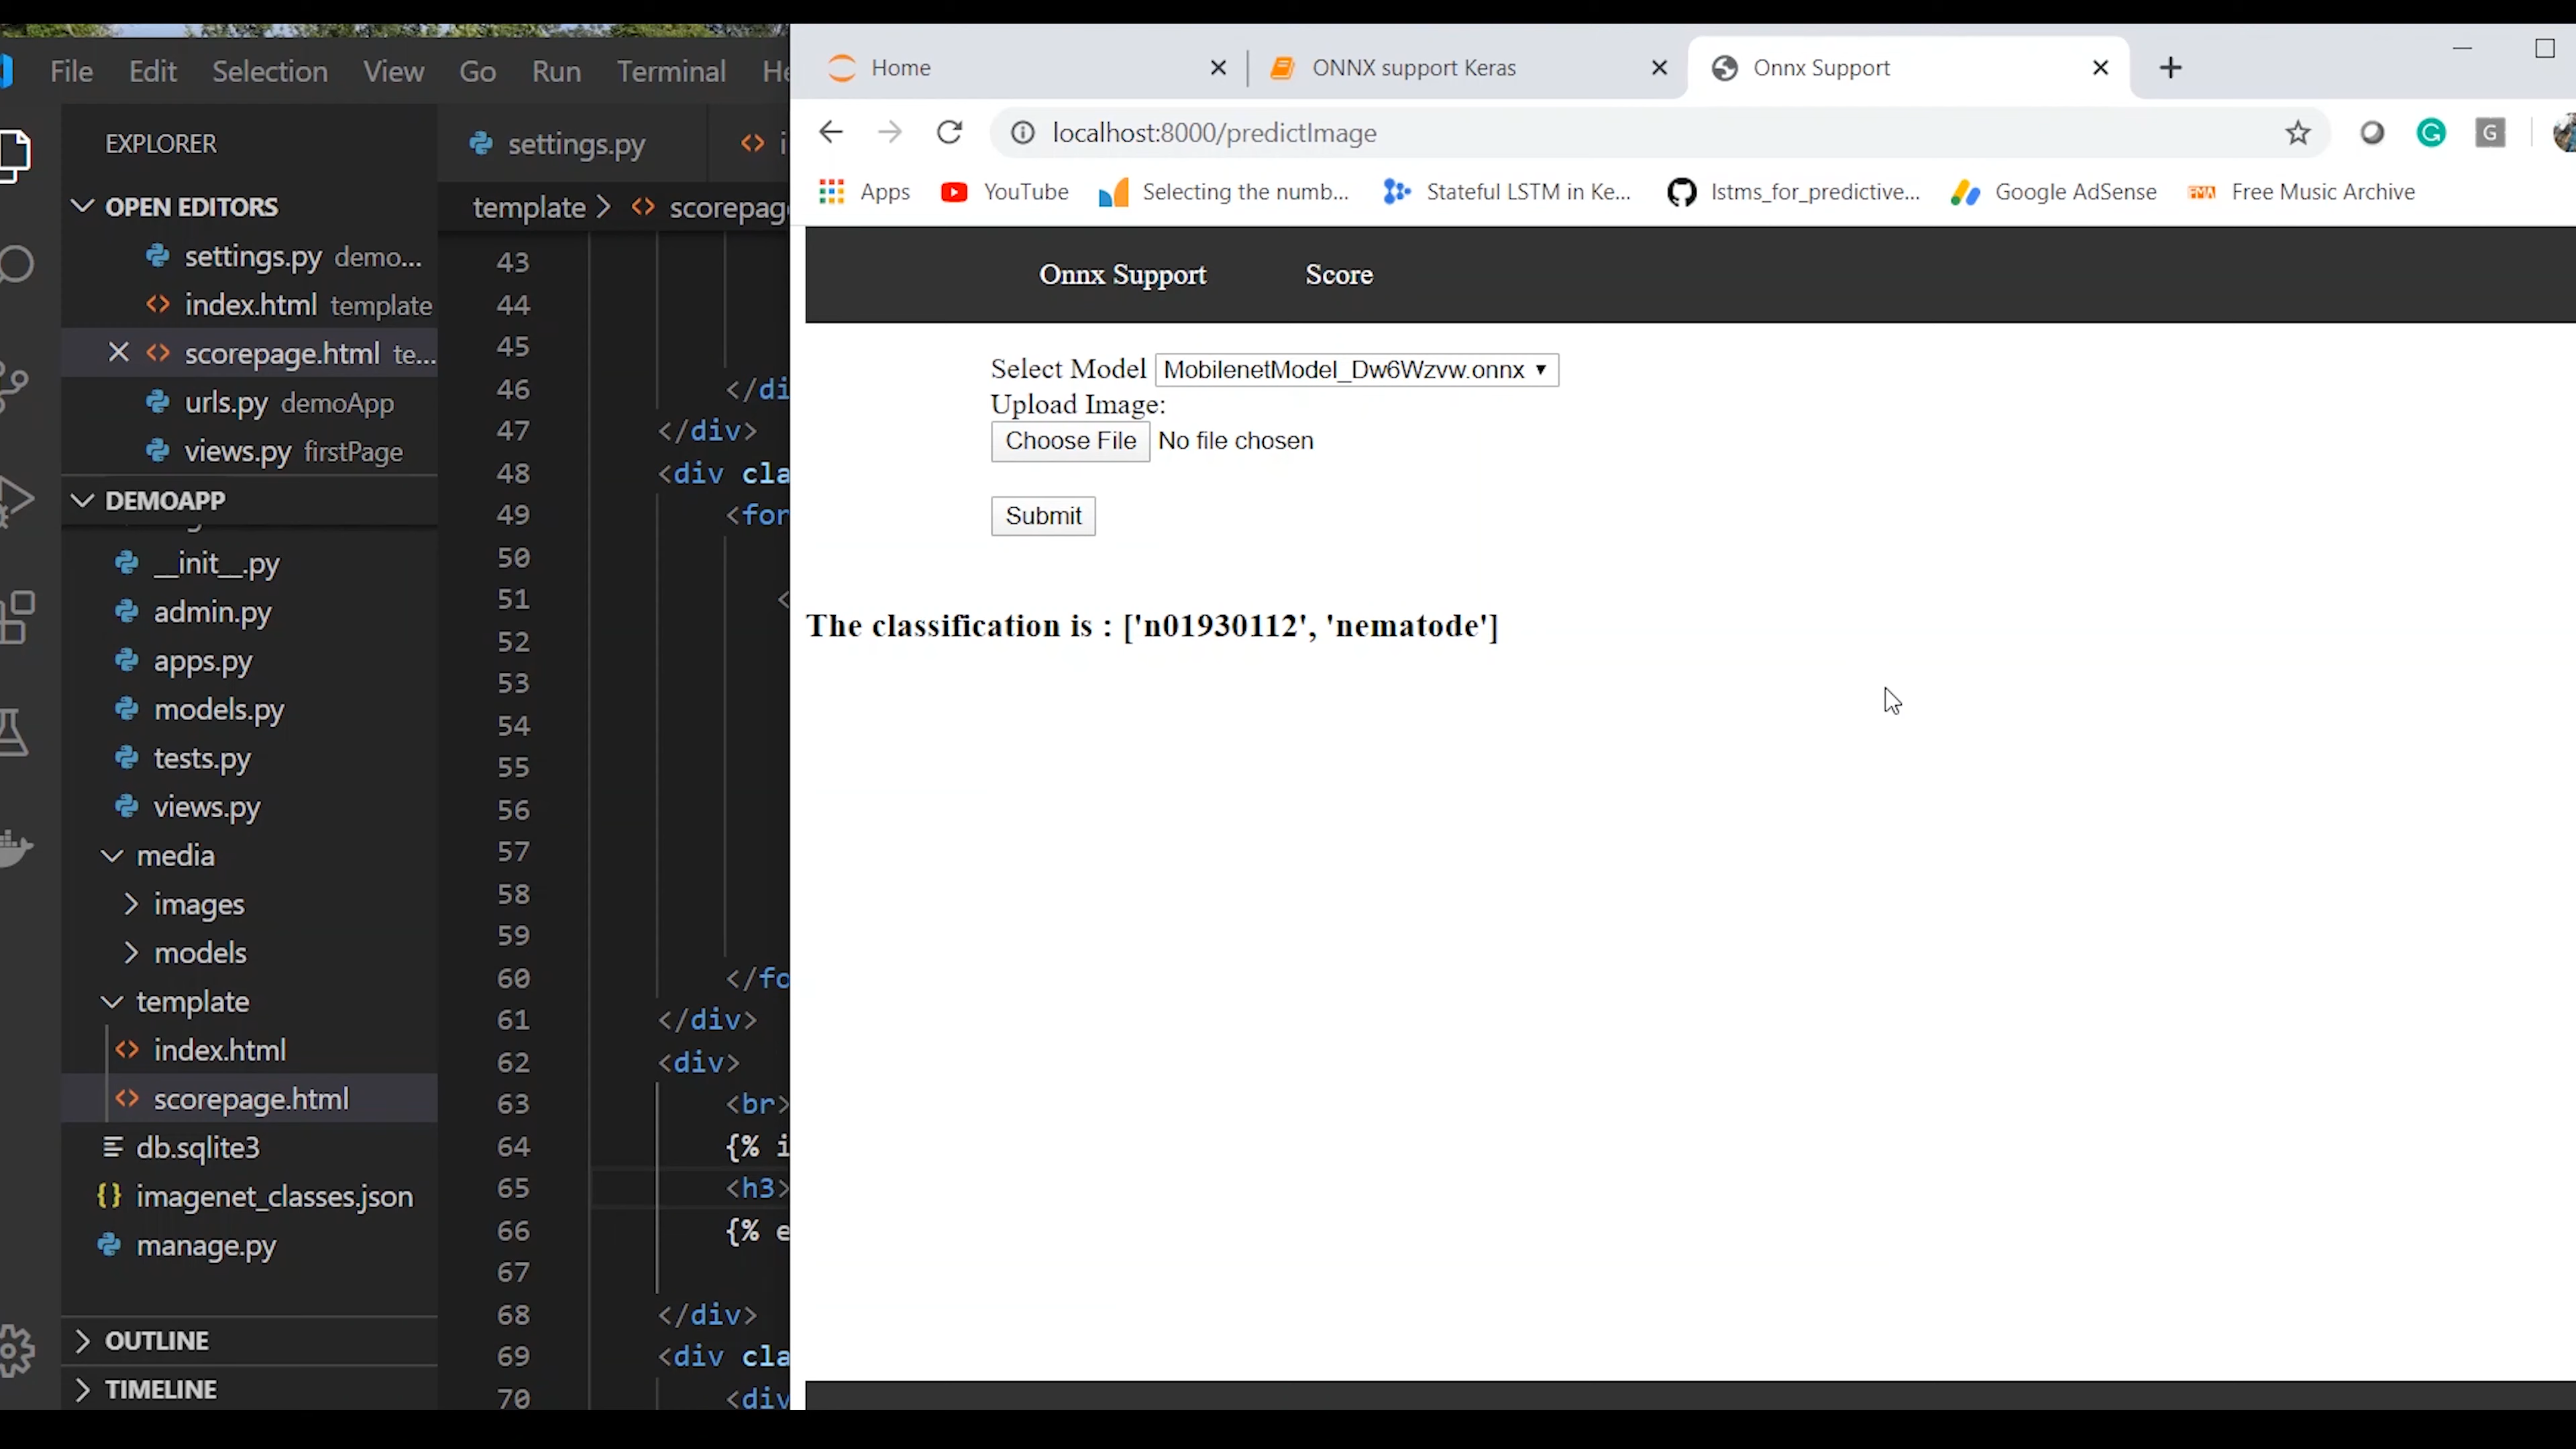 File Edit Selection View Go Run Terminal He
EXPLORER
OPEN EDITORS
settings.py demo...
index.html template
scorepage.html te...
urls.py demoApp
views.py firstPage
DEMOAPP
__init__.py
admin.py
apps.py
models.py
tests.py
views.py
media
images
models
template
index.html
scorepage.html
db.sqlite3
imagenet_classes.json
manage.py
OUTLINE
TIMELINE
settings.py
template > scorepag
43
44
45
46 </di
47 </div>
48 <div cla
49 <for
50
51 <
52
53
54
55
56
57
58
59
60 </fo
61 </div>
62 <div>
63 <br>
64 {% i
65 <h3>
66 {% e
67
68 </div>
69 <div cla
70 <div
Home ONNX support Keras Onnx Support
localhost:8000/predictImage
Apps YouTube Selecting the numb... Stateful LSTM in Ke... lstms_for_predictive... Google AdSense Free Music Archive
Onnx Support Score
Select Model MobilenetModel_Dw6Wzvw.onnx
Upload Image:
Choose File No file chosen
Submit
The classification is : ['n01930112', 'nematode']